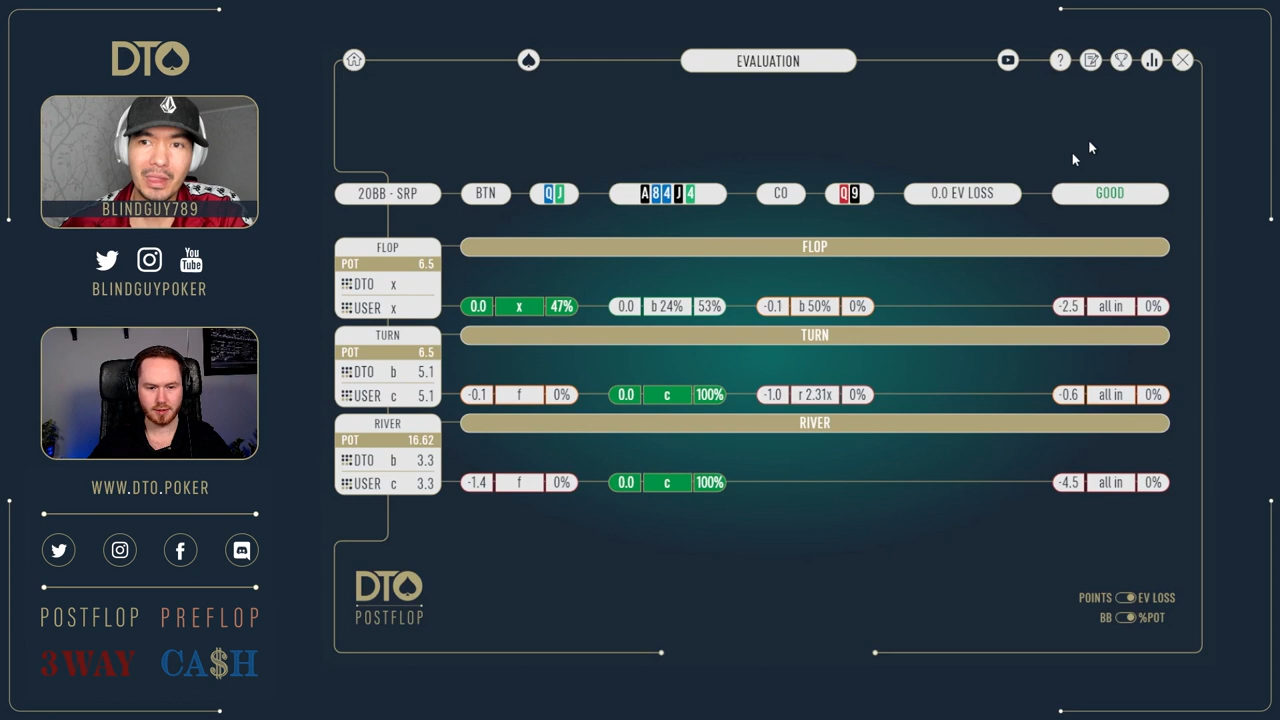 DTO
BLINDGUY789
BLINDGUYPOKER
WWW.DTO.POKER
POSTFLOP PREFLOP
3WAY CA$H
EVALUATION
?
20BB - SRP BTN QJ A84J4 CO Q9 0.0 EV LOSS GOOD
FLOP FLOP
POT 6.5
DTO x
USER x 0.0 x 47% 0.0 b 24% 53% -0.1 b 50% 0% -2.5 all in 0%
TURN TURN
POT 6.5
DTO b 5.1
USER c 5.1 -0.1 f 0% 0.0 c 100% -1.0 r 2.31x 0% -0.6 all in 0%
RIVER RIVER
POT 16.62
DTO b 3.3
USER c 3.3 -1.4 f 0% 0.0 c 100% -4.5 all in 0%
DTO
POSTFLOP
POINTS EV LOSS
BB %POT
You
Tube